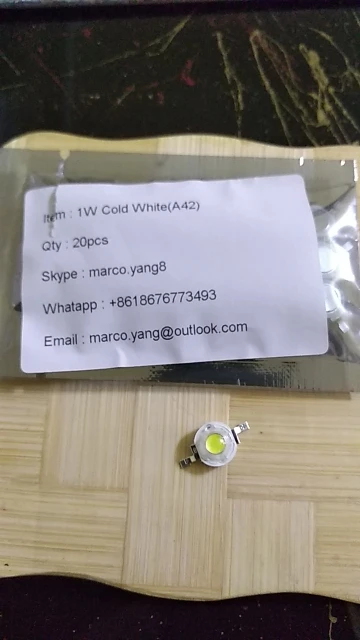 Item : 1W Cold White(A42)
Qty : 20pcs
Skype : marco.yang8
Whatapp : +8618676773493
Email : marco.yang@outlook.com